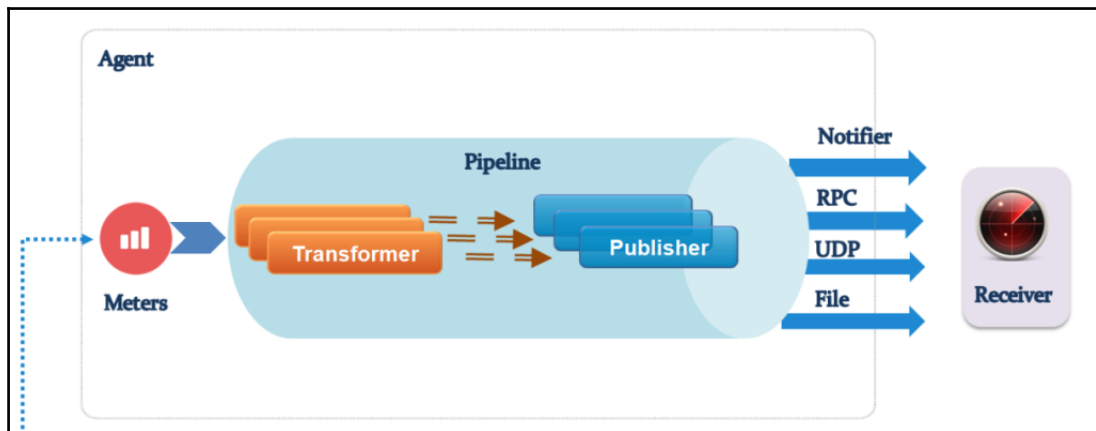 Agent
Notifier
Pipeline
RPC
Transformer
Publisher
UDP
Meters
File
Receiver